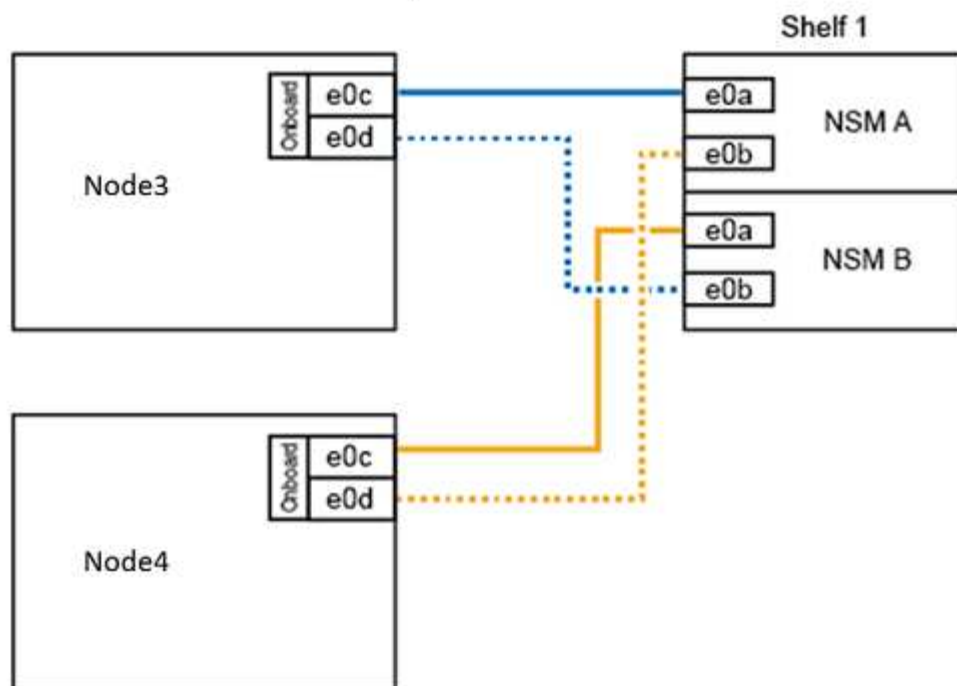 Shelf 1
Onboard
e0c
e0d
Node3
e0a
e0b
NSM A
e0a
e0b
NSM B
Onboard
e0c
e0d
Node4